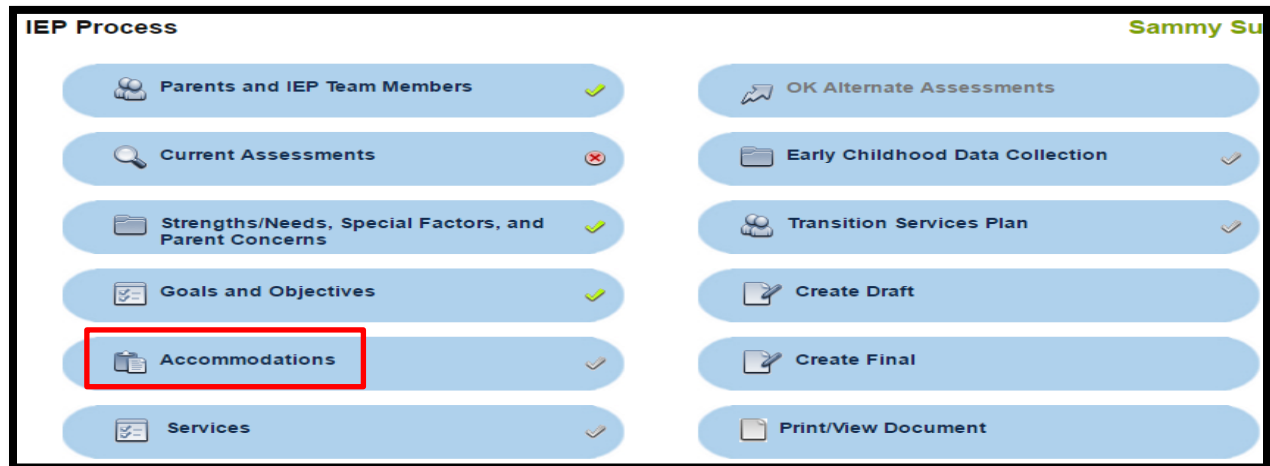 IEP Process
Sammy Su
Parents and IEP Team Members
Current Assessments
Strengths/Needs, Special Factors, and
Parent Concerns
Goals and Objectives
Accommodations
Services
OK Alternate Assessments
Early Childhood Data Collection
Transition Services Plan
Create Draft
Create Final
Print/View Document